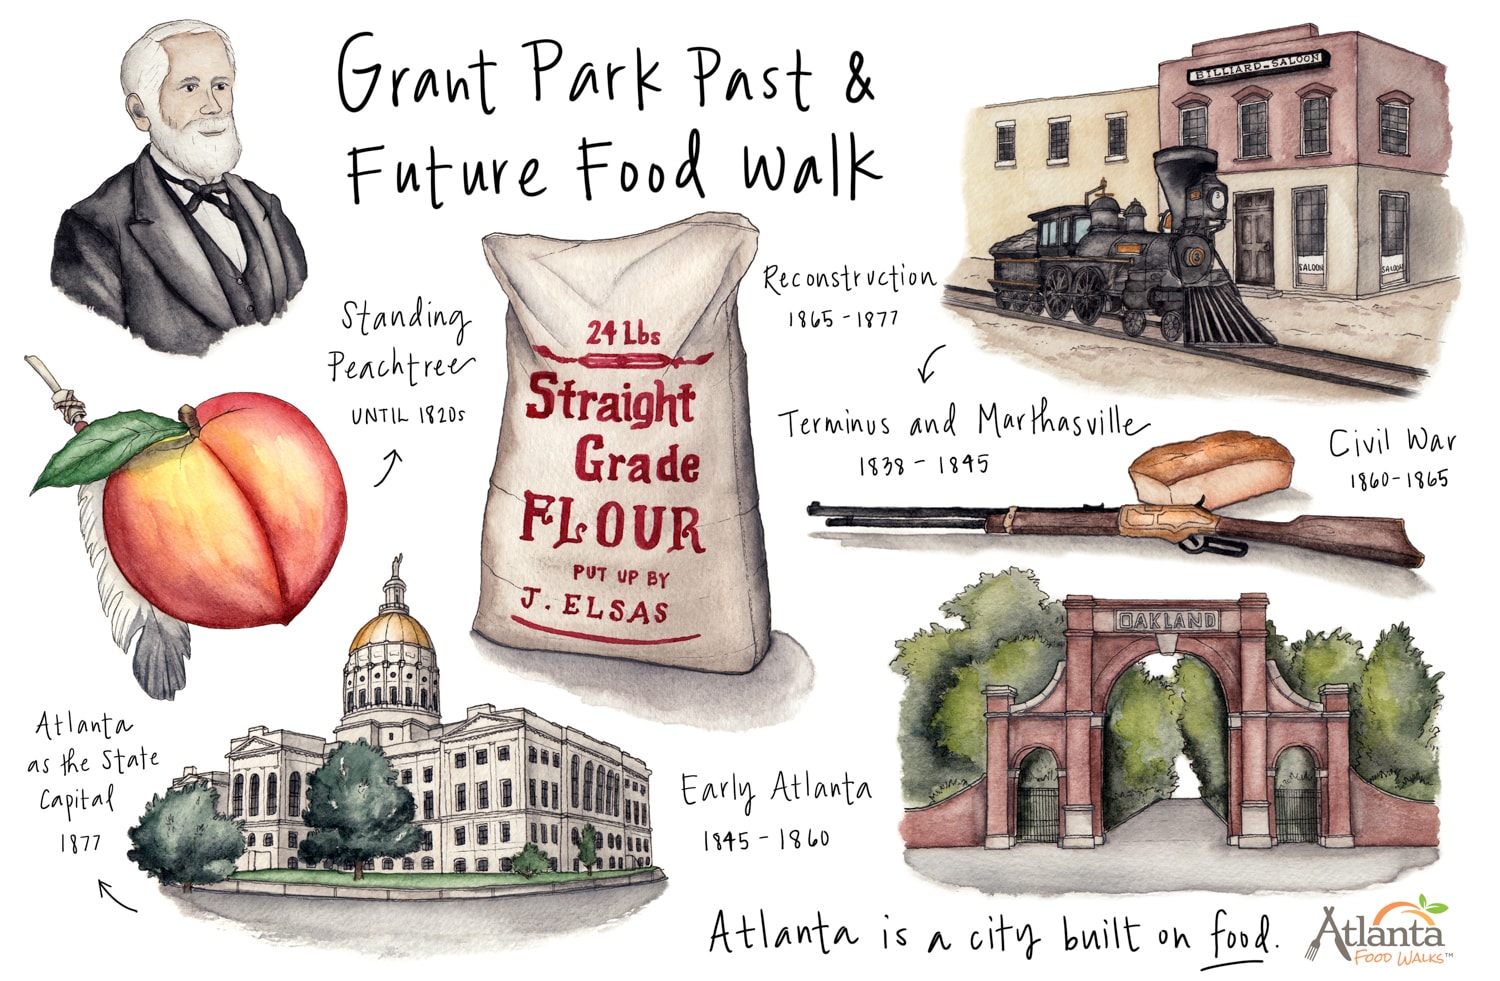 Grant Park Past &
Future Food Walk
BILLIARD-SALOON
SALOON
SALOON
Standing
Peachtree
UNTIL 1820s
24 Lbs
Straight
Grade
FLOUR
PUT UP BY
J. ELSAS
Reconstruction
1865-1877
Terminus and Marthasville
1838 - 1845
Civil War
1860-1865
OAKLAND
Atlanta
as the State
Capital
1877
Early Atlanta
1845 - 1860
Atlanta is a city built on food.
Atlanta
FOOD WALKS™